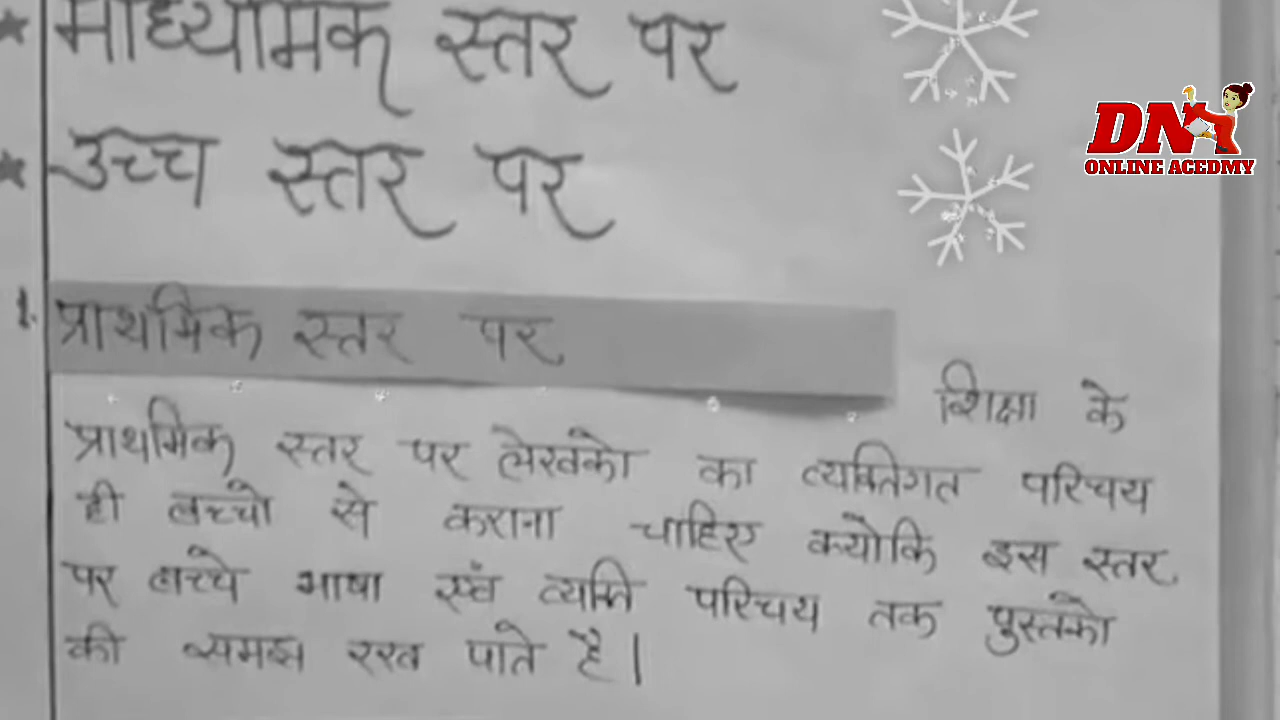 माध्यमिक स्तर पर
उच्च स्तर पर
DN
ONLINE ACEDMY
1. प्राथमिक स्तर पर
शिक्षा के
प्राथमिक स्तर पर लेखको का व्यक्तिगत परिचय
ही बच्चो से कराना चाहिए क्योकि इस स्तर
पर बच्चे भाषा एवं व्यक्ति परिचय तक पुस्तको
की समझ रख पाते है।